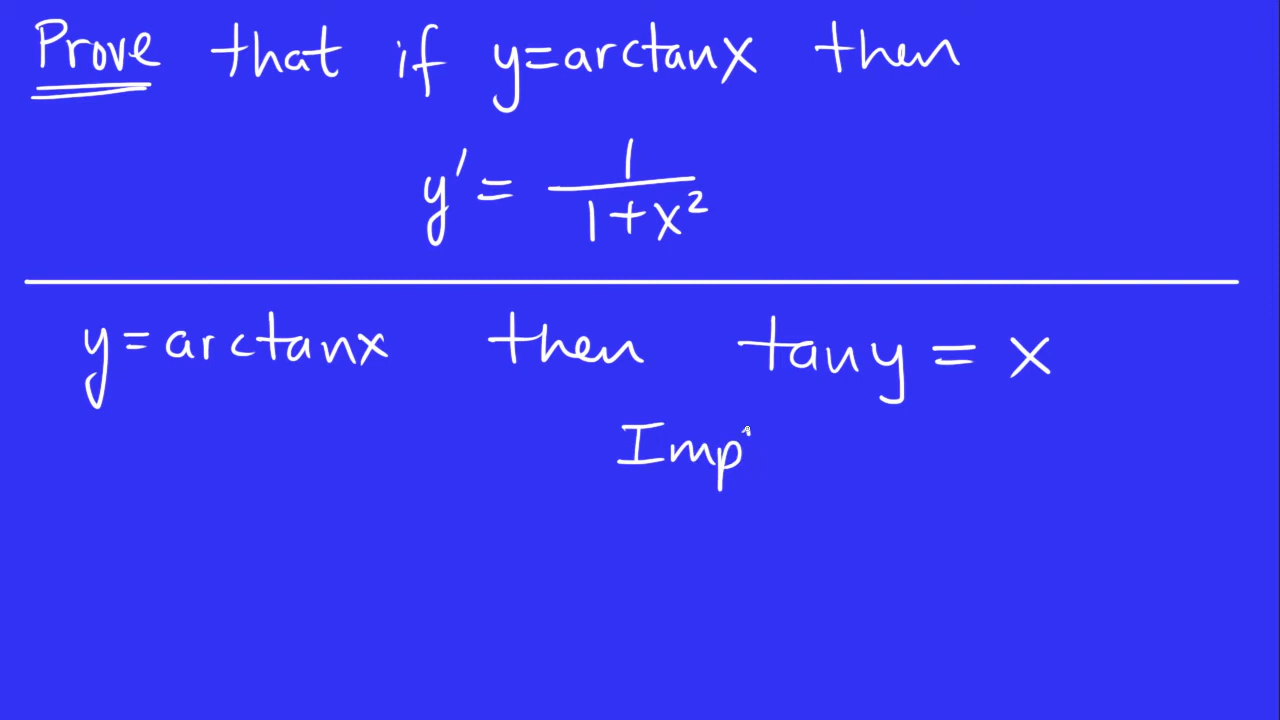 Prove that if y=arctanx then
y' = 1/(1+x²)
y=arctanx then tany = x
Imp